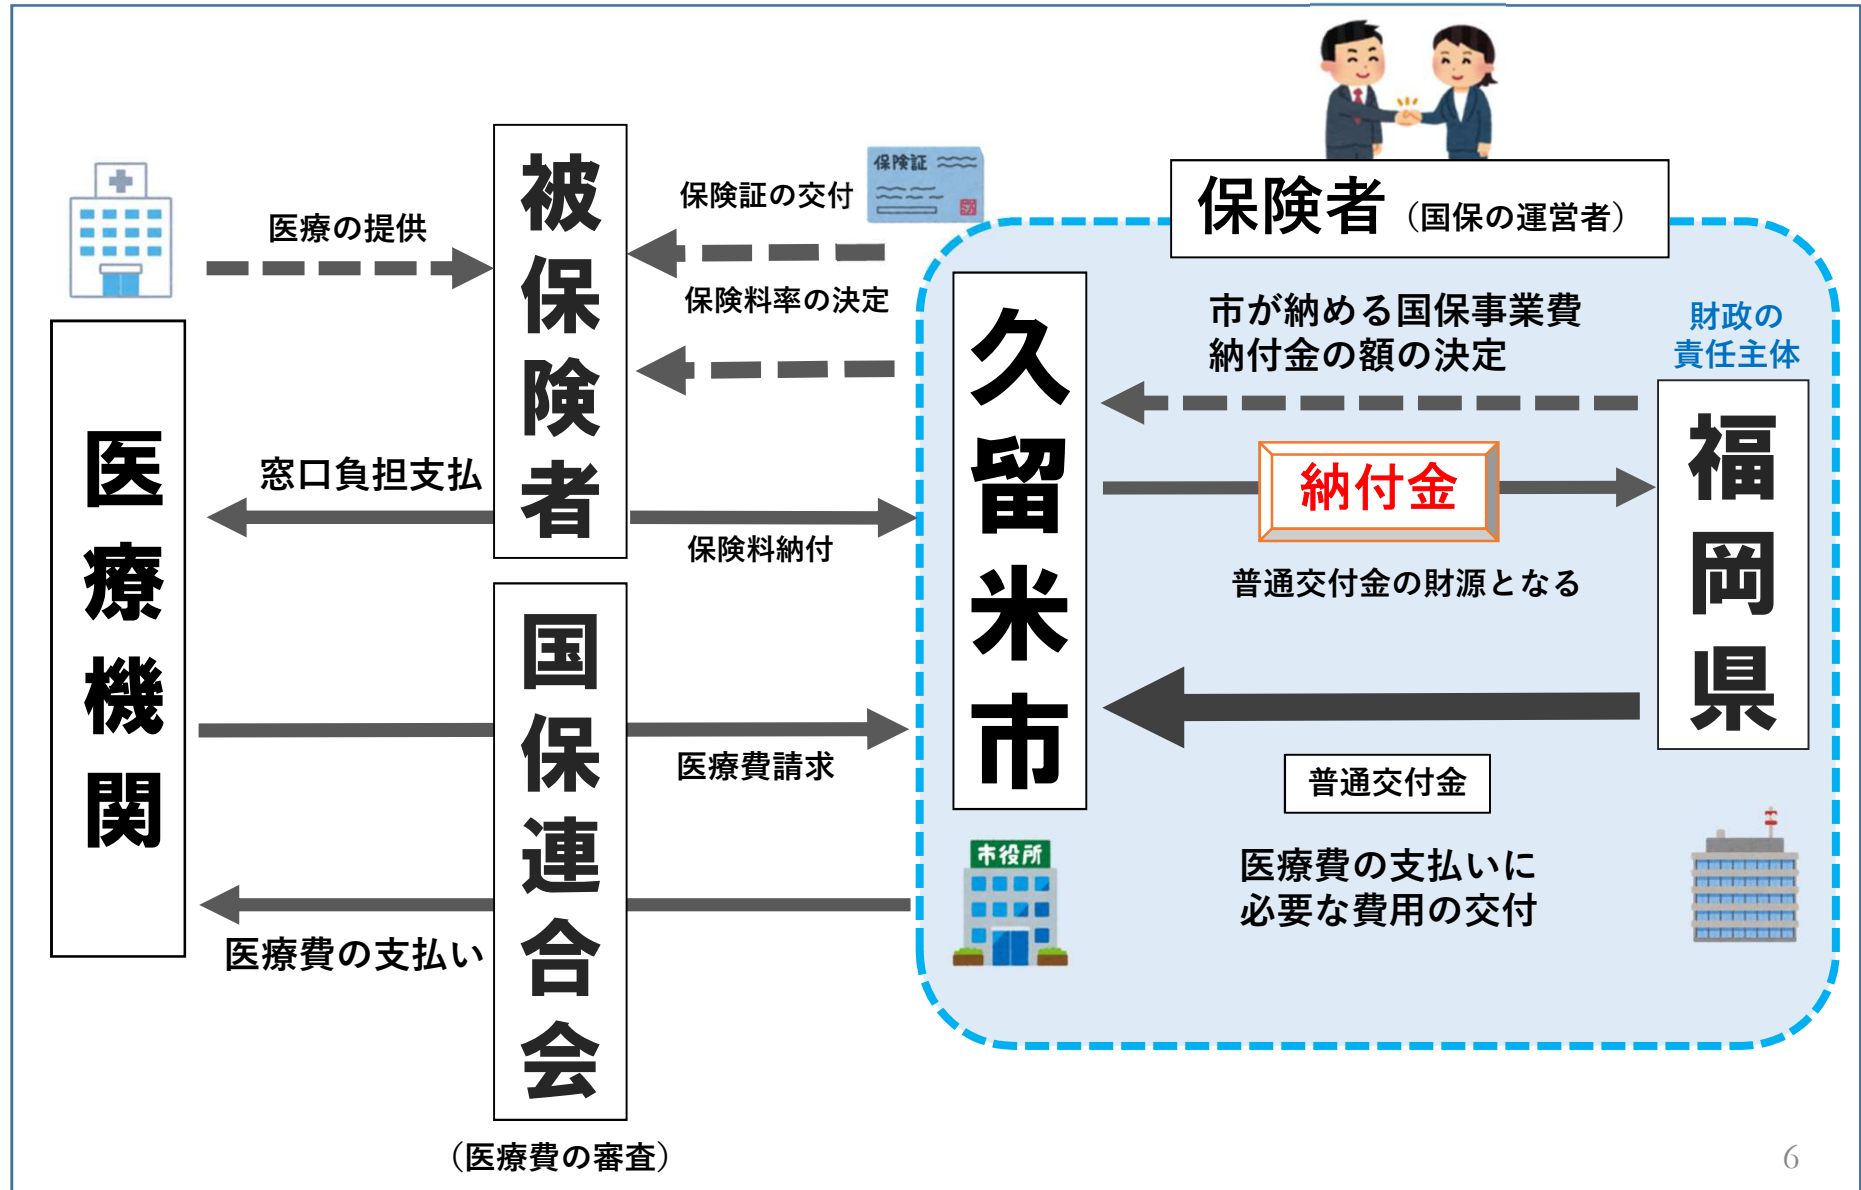 保険者（国保の運営者）
被保険者
保険証
保険証の交付
医療の提供
保険料率の決定
久留米市
市が納める国保事業費
納付金の額の決定
財政の
責任主体
福岡県
医療機関
窓口負担支払
保険料納付
納付金
普通交付金の財源となる
国保連合会
医療費請求
普通交付金
市役所
医療費の支払いに
必要な費用の交付
医療費の支払い
（医療費の審査）
6